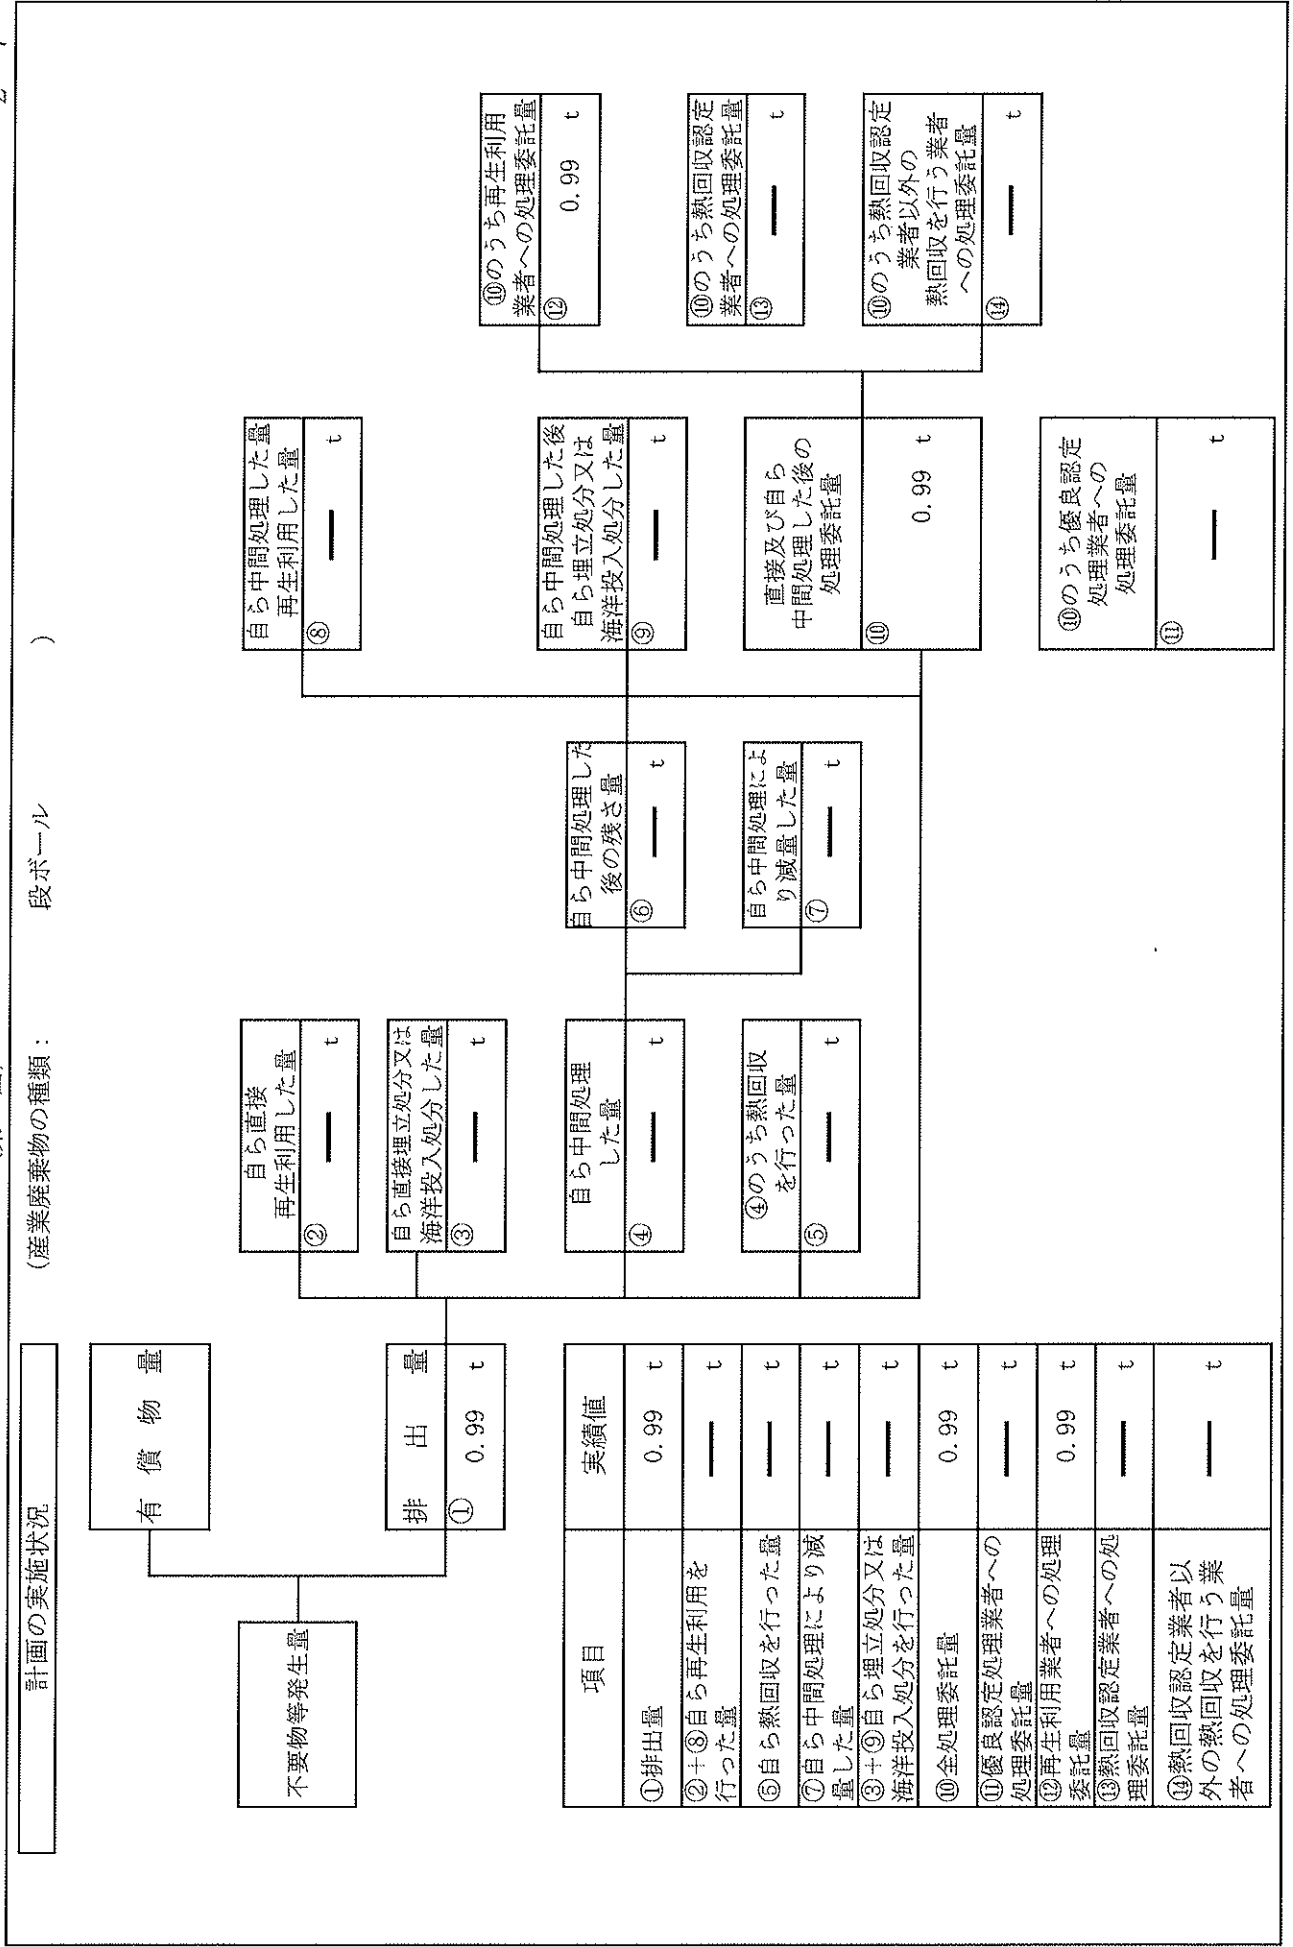 計画の実施状況
(産業廃棄物の種類： 段ボール )
不要物等発生量
有償物量
排出量
① 0.99 t
自ら直接
再生利用した量
② ― t
自ら直接埋立処分又は
海洋投入処分した量
③ ― t
自ら中間処理
した量
④ ― t
④のうち熱回収
を行った量
⑤ ― t
自ら中間処理した
後の残さ量
⑥ ― t
自ら中間処理によ
り減量した量
⑦ ― t
自ら中間処理した量
再生利用した量
⑧ ― t
自ら中間処理した後
自ら埋立処分又は
海洋投入処分した量
⑨ ― t
直接及び自ら
中間処理した後の
処理委託量
⑩ 0.99 t
⑩のうち優良認定
処理業者への
処理委託量
⑪ ― t
⑩のうち再生利用
業者への処理委託量
⑫ 0.99 t
⑩のうち熱回収認定
業者への処理委託量
⑬ ― t
⑩のうち熱回収認定
業者以外の
熱回収を行う業者
への処理委託量
⑭ ― t
項目 実績値
①排出量 0.99 t
②＋⑧自ら再生利用を
行った量 ― t
⑤自ら熱回収を行った量 ― t
⑦自ら中間処理により減
量した量 ― t
③＋⑨自ら埋立処分又は
海洋投入処分を行った量 ― t
⑩全処理委託量 0.99 t
⑪優良認定処理業者への
処理委託量 ― t
⑫再生利用業者への処理
委託量 0.99 t
⑬熱回収認定業者への処
理委託量 ― t
⑭熱回収認定業者以
外の熱回収を行う業
者への処理委託量 ― t